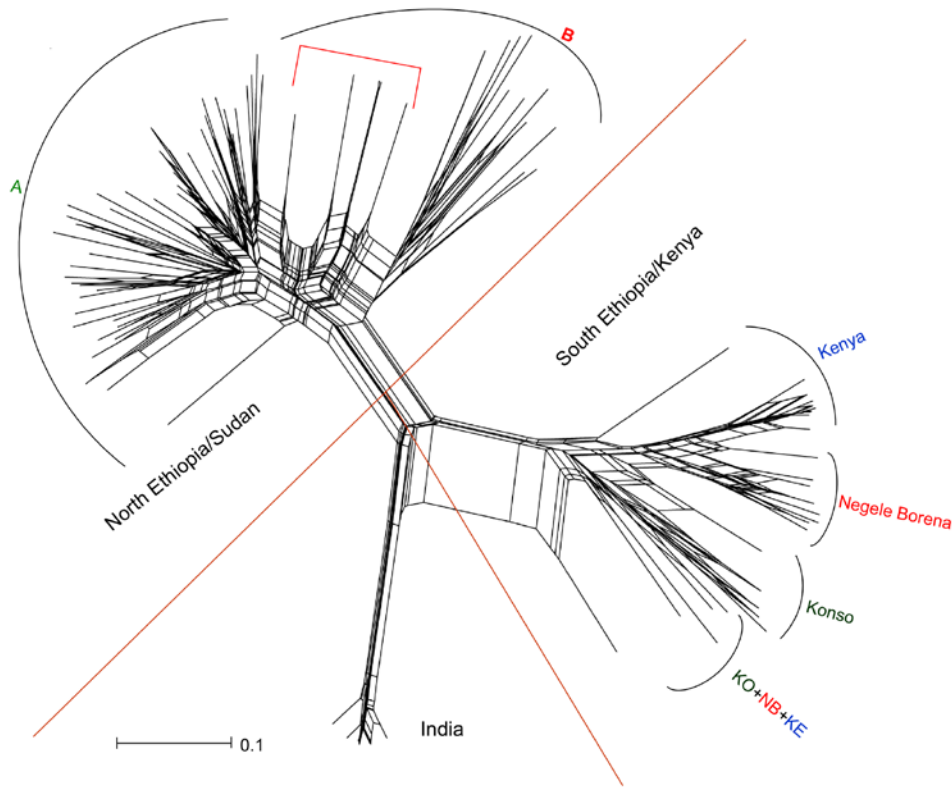 B
A
South Ethiopia/Kenya
Kenya
North Ethiopia/Sudan
Negele Borena
Konso
KO+NB+KE
India
0.1